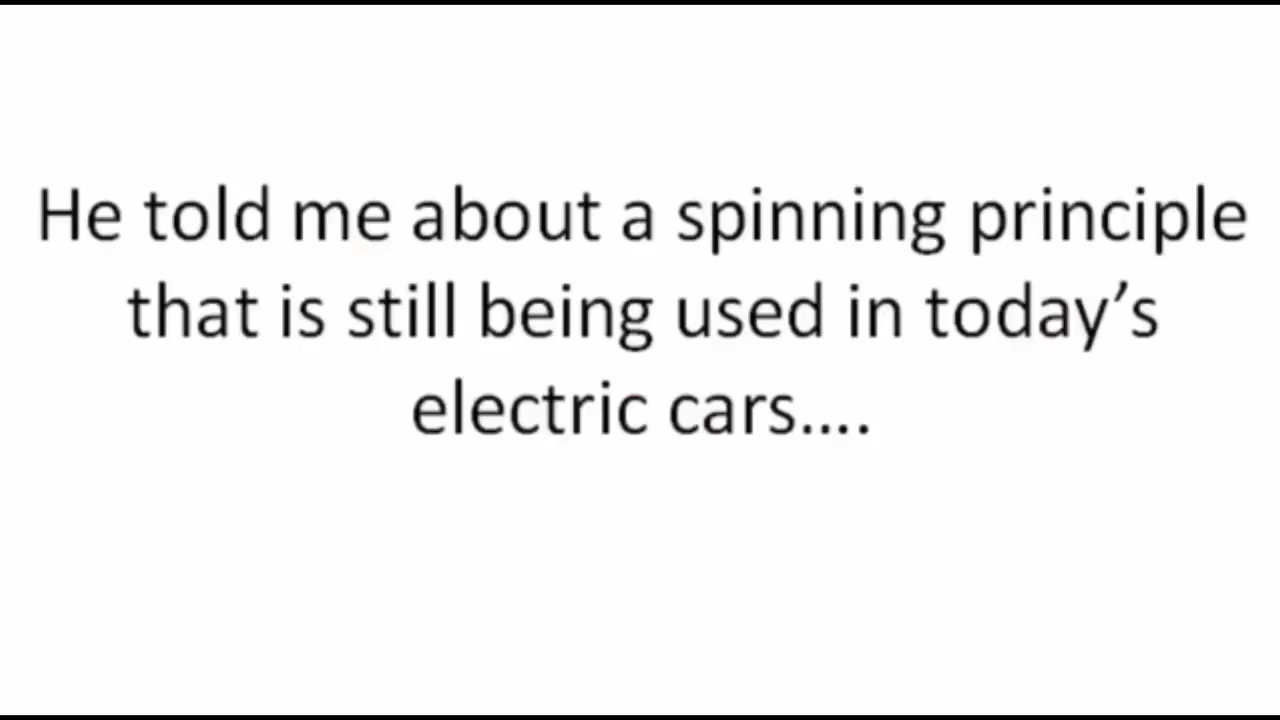 He told me about a spinning principle
that is still being used in today’s
electric cars….